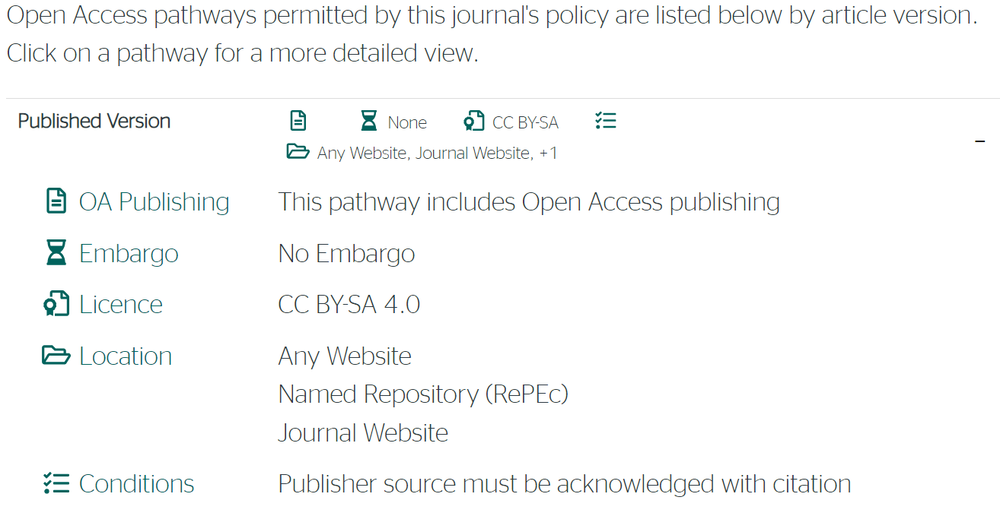 Open Access pathways permitted by this journal's policy are listed below by article version.
Click on a pathway for a more detailed view.
Published Version
None
CC BY-SA
Any Website, Journal Website, +1
OA Publishing This pathway includes Open Access publishing
Embargo No Embargo
Licence CC BY-SA 4.0
Location Any Website
Named Repository (RePEc)
Journal Website
Conditions Publisher source must be acknowledged with citation